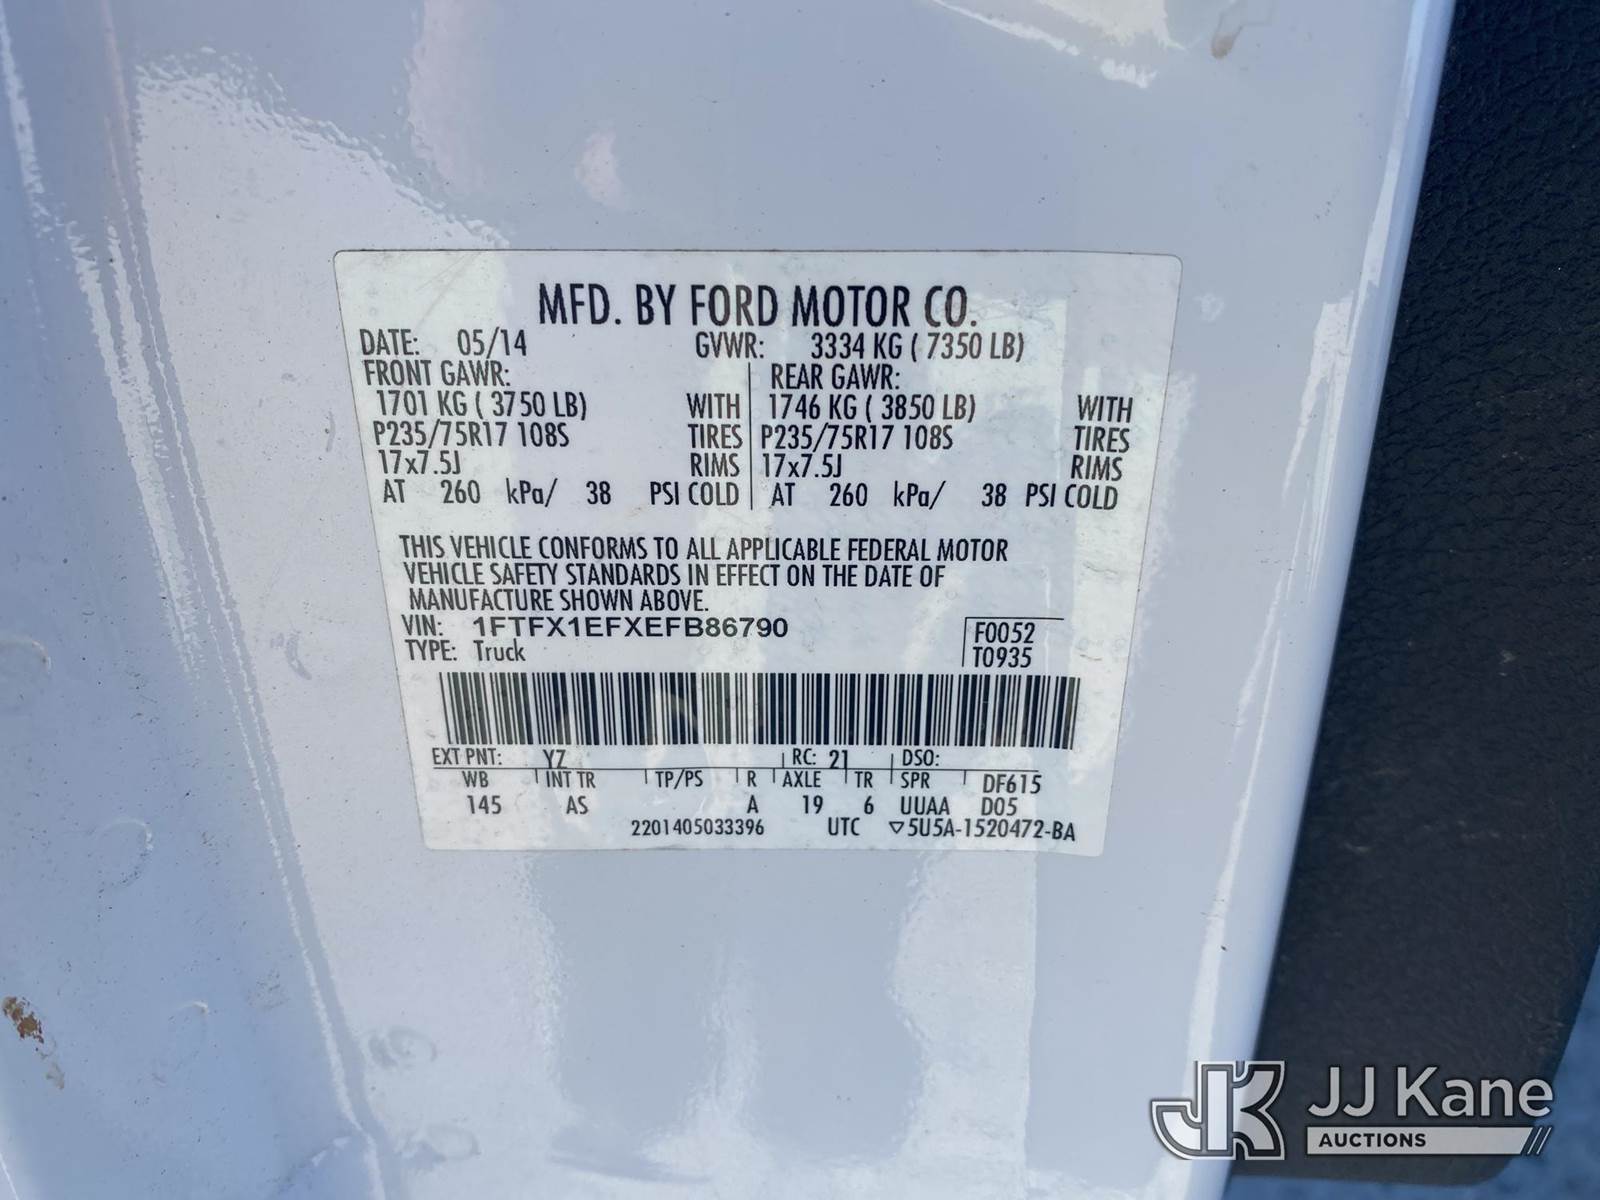 MFD. BY FORD MOTOR CO.
DATE: 05/14 GVWR: 3334 KG ( 7350 LB)
FRONT GAWR: REAR GAWR:
1701 KG ( 3750 LB) WITH 1746 KG ( 3850 LB) WITH
P235/75R17 108S TIRES P235/75R17 108S TIRES
17x7.5J RIMS 17x7.5J RIMS
AT 260 kPa/ 38 PSI COLD AT 260 kPa/ 38 PSI COLD
THIS VEHICLE CONFORMS TO ALL APPLICABLE FEDERAL MOTOR
VEHICLE SAFETY STANDARDS IN EFFECT ON THE DATE OF
MANUFACTURE SHOWN ABOVE.
VIN: 1FTFX1EFXEFB86790 F0052
TYPE: Truck T0935
EXT PNT: YZ RC: 21 DSO:
WB INT TR TP/PS R AXLE TR SPR DF615
145 AS A 19 6 UUAA D05
2201405033396 UTC ▽5U5A-1520472-BA
JK JJ Kane
AUCTIONS